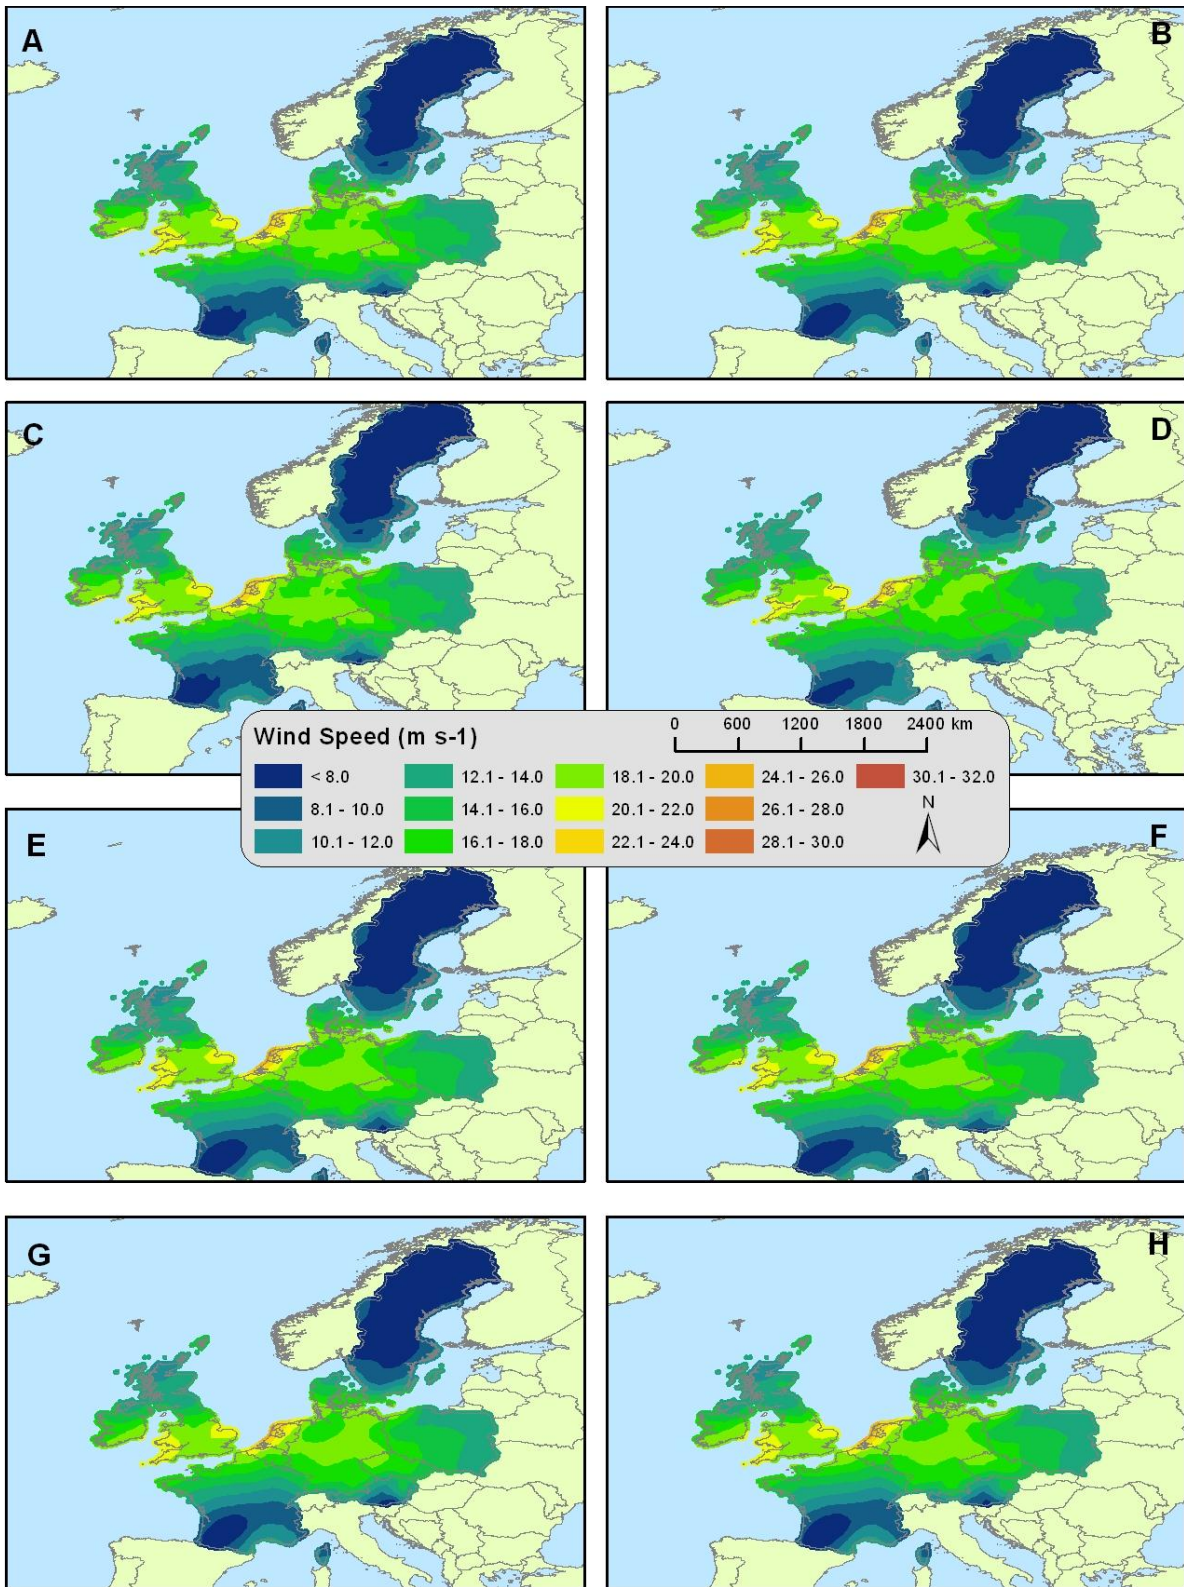 A
B
C
D
Wind Speed (m s-1)
0 600 1200 1800 2400 km
< 8.0 12.1 - 14.0 18.1 - 20.0 24.1 - 26.0 30.1 - 32.0
8.1 - 10.0 14.1 - 16.0 20.1 - 22.0 26.1 - 28.0 N
10.1 - 12.0 16.1 - 18.0 22.1 - 24.0 28.1 - 30.0
E
F
G
H